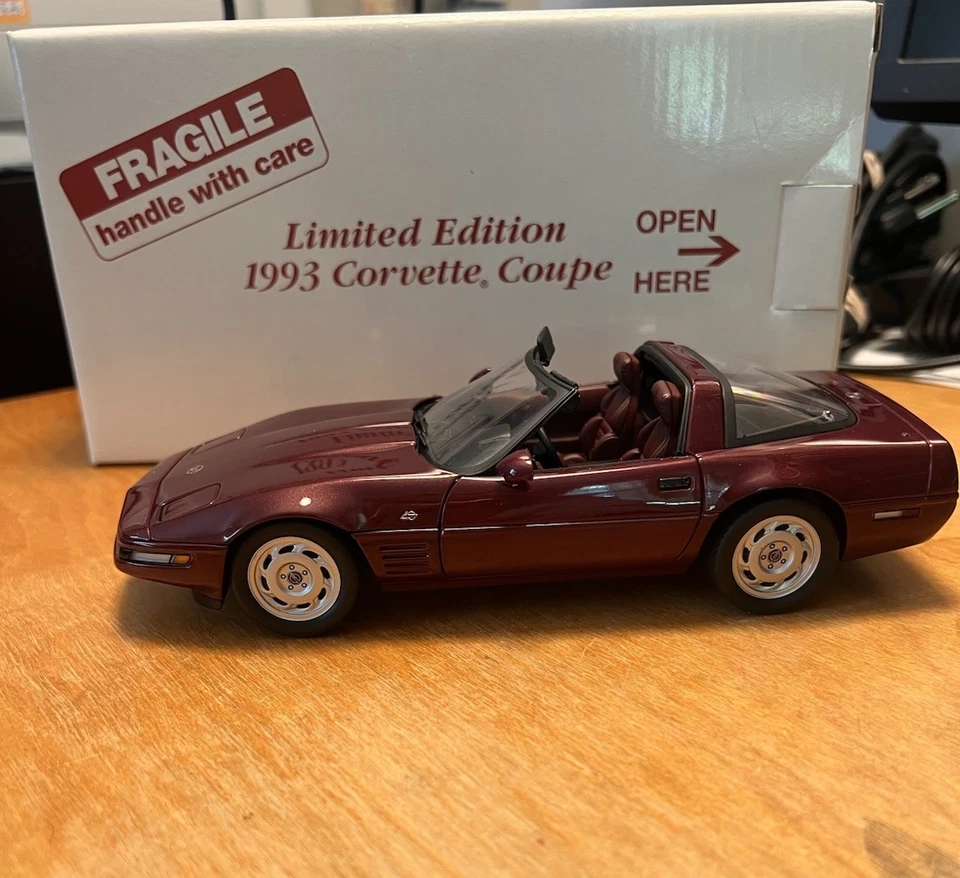 FRAGILE
handle with care
Limited Edition
1993 Corvette® Coupe
OPEN
HERE